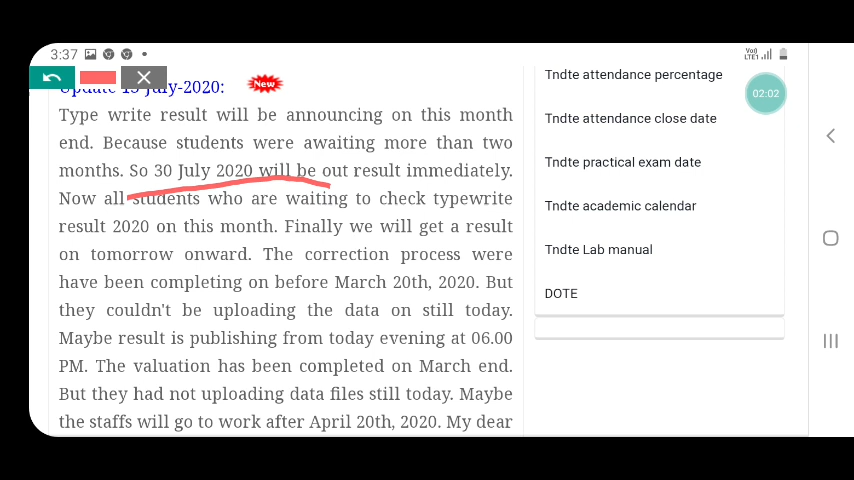 3:37
Vo))
LTE1
Update 15 July-2020:
New
Type write result will be announcing on this month
end. Because students were awaiting more than two
months. So 30 July 2020 will be out result immediately.
Now all students who are waiting to check typewrite
result 2020 on this month. Finally we will get a result
on tomorrow onward. The correction process were
have been completing on before March 20th, 2020. But
they couldn't be uploading the data on still today.
Maybe result is publishing from today evening at 06.00
PM. The valuation has been completed on March end.
But they had not uploading data files still today. Maybe
the staffs will go to work after April 20th, 2020. My dear
Tndte attendance percentage
Tndte attendance close date
Tndte practical exam date
Tndte academic calendar
Tndte Lab manual
DOTE
02:02